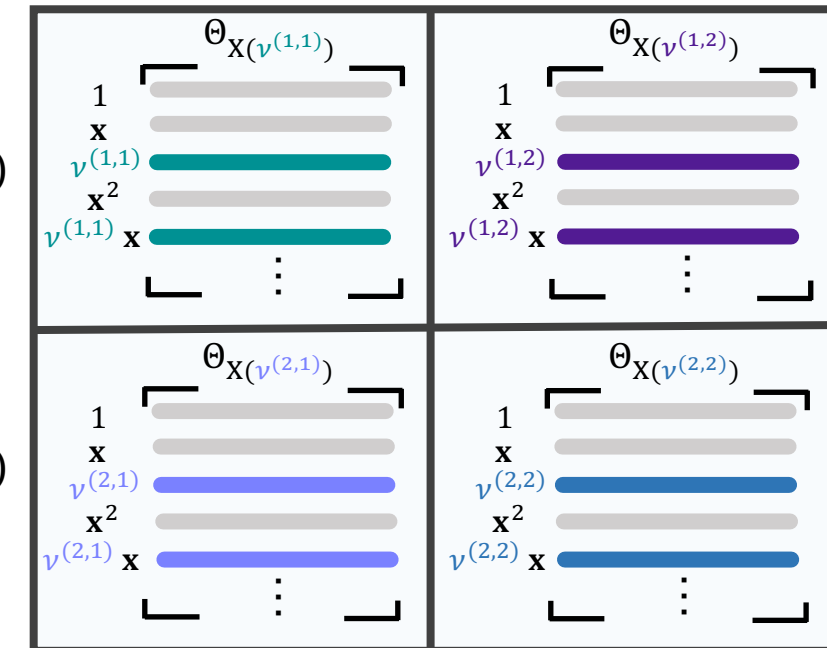 Θ_X(ν^(1,1))
1
x
ν^(1,1)
x^2
ν^(1,1) x
⋮
Θ_X(ν^(1,2))
1
x
ν^(1,2)
x^2
ν^(1,2) x
⋮
)
Θ_X(ν^(2,1))
1
x
ν^(2,1)
x^2
ν^(2,1) x
⋮
Θ_X(ν^(2,2))
1
x
ν^(2,2)
x^2
ν^(2,2) x
⋮
)